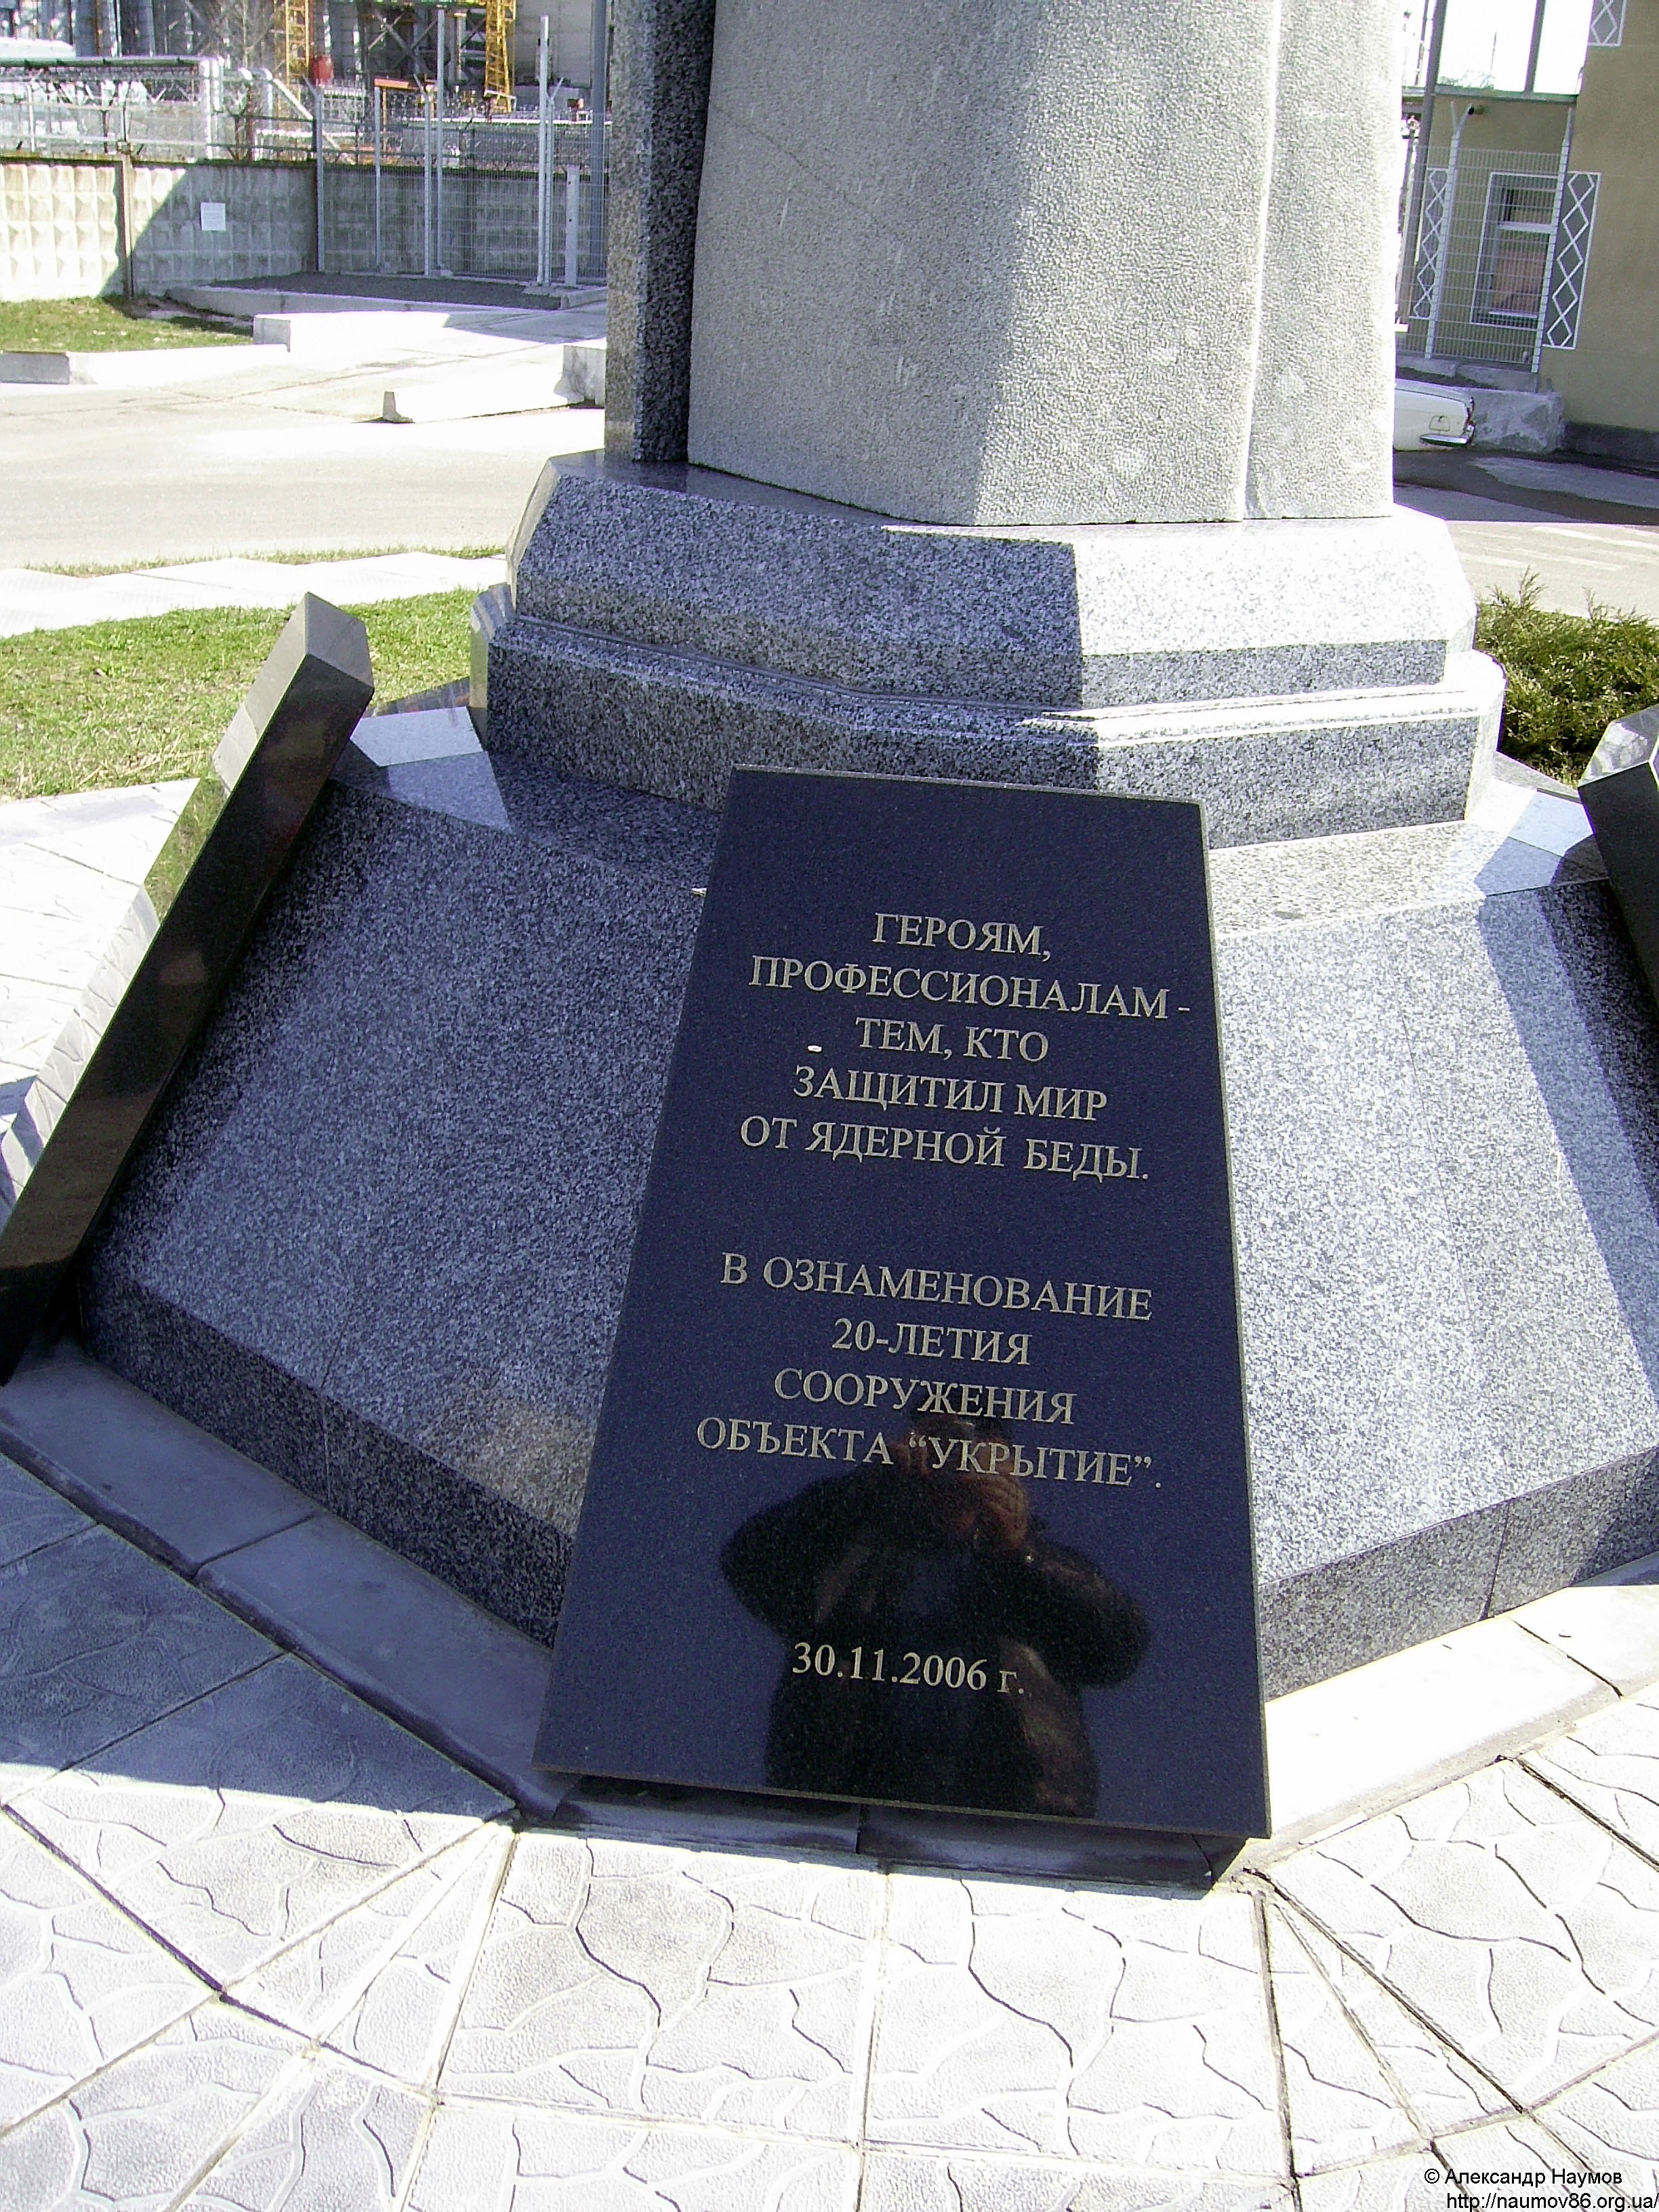 ГЕРОЯМ,
ПРОФЕССИОНАЛАМ -
ТЕМ, КТО
ЗАЩИТИЛ МИР
ОТ ЯДЕРНОЙ БЕДЫ.
В ОЗНАМЕНОВАНИЕ
20-ЛЕТИЯ
СООРУЖЕНИЯ
ОБЪЕКТА “УКРЫТИЕ”.
30.11.2006 г.
© Александр Наумов
http://naumov86.org.ua/